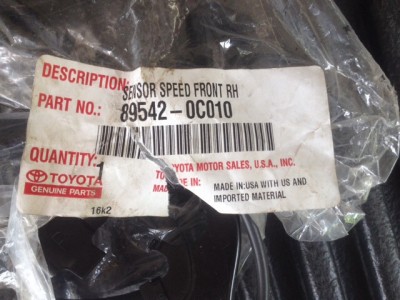 DESCRIPTION: SENSOR SPEED FRONT RH
PART NO.: 89542-0C010
QUANTITY: 1
TOYOTA MOTOR SALES, U.S.A., INC.
TOYOTA
GENUINE PARTS
MADE IN: MADE IN:USA WITH US AND
IMPORTED MATERIAL
16k2